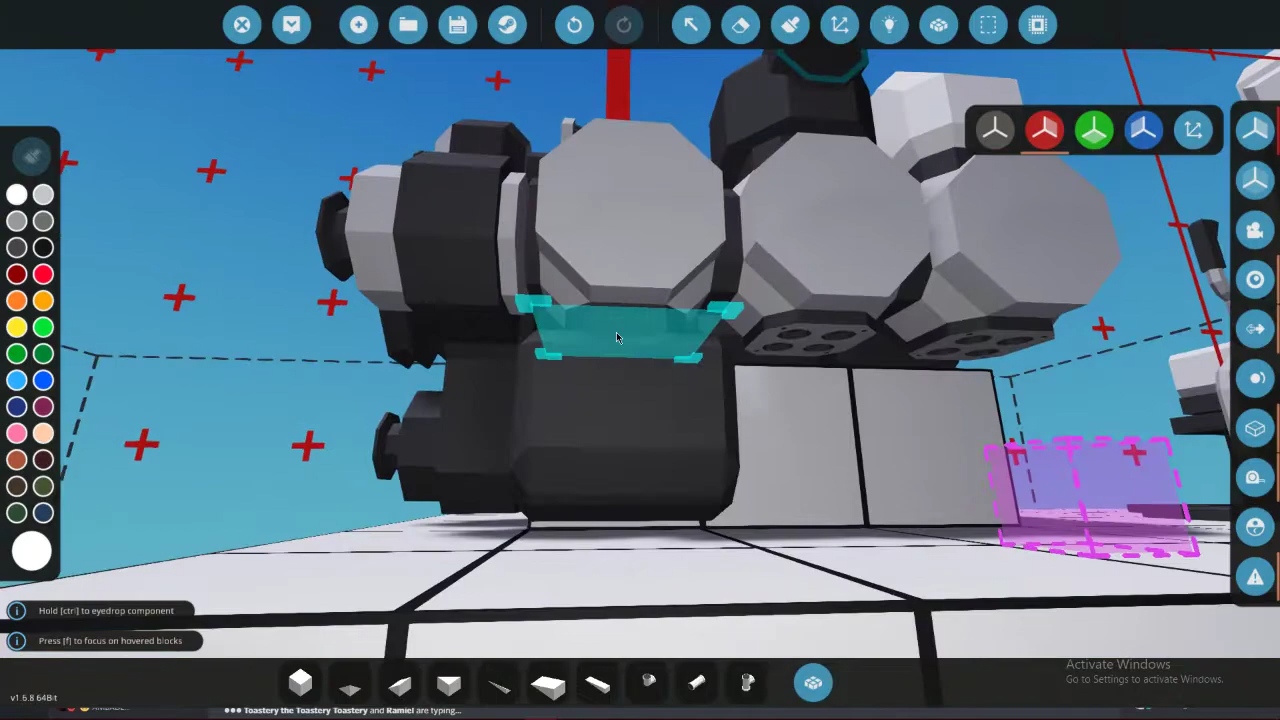 Hold [ctrl] to eyedrop component
Press [f] to focus on hovered blocks
Activate Windows
Go to Settings to activate Windows.
v1.6.8 64Bit
Toastery the Toastery Toastery and Ramiel are typing...